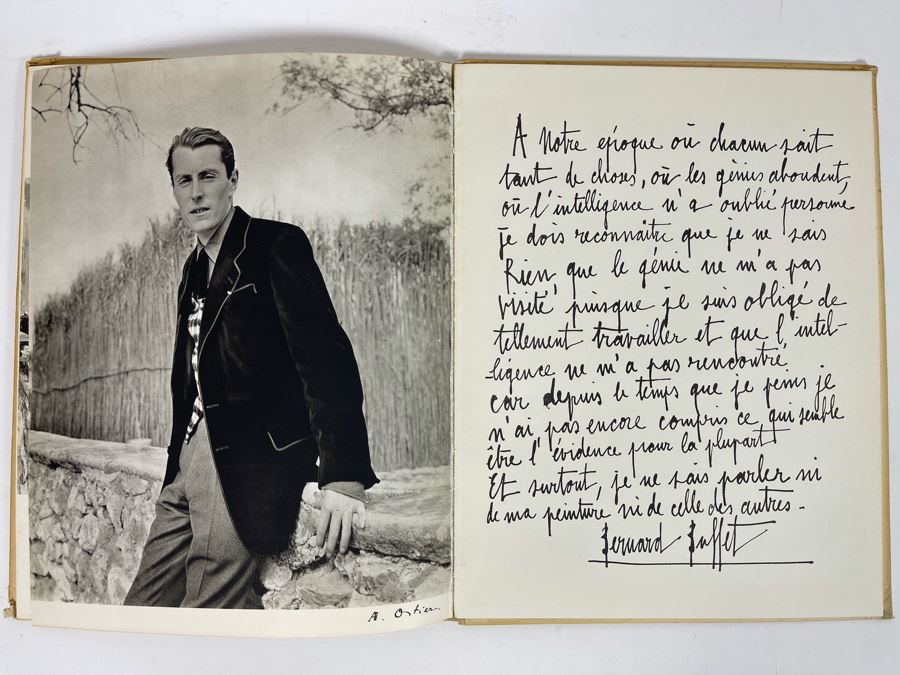 A. Ostier.
A Notre epoque où chacun sait
tant de choses, où les génies abondent,
où l'intelligence n'a oublié personne
je dois reconnaitre que je ne sais
Rien, que le génie ne m'a pas
visité, puisque je suis obligé de
tellement travailler et que l'intel-
ligence ne m'a pas rencontré
car depuis le temps que je pense je
n'ai pas encore compris ce qui semble
être l'évidence pour la plupart
Et surtout, je ne sais parler ni
de ma peinture ni de celle des autres -
Bernard Buffet